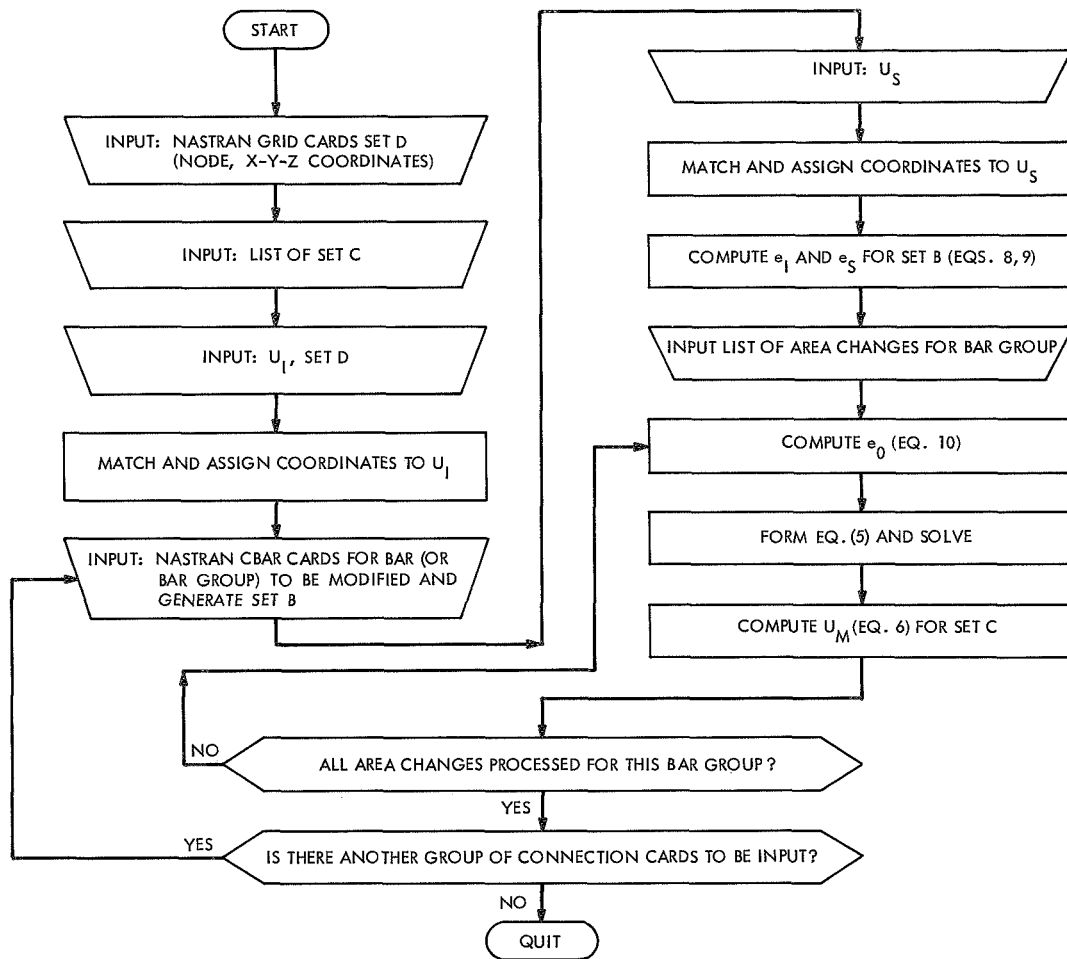 START
INPUT: NASTRAN GRID CARDS SET D
(NODE, X-Y-Z COORDINATES)
INPUT: LIST OF SET C
INPUT: U_I, SET D
MATCH AND ASSIGN COORDINATES TO U_I
INPUT: NASTRAN CBAR CARDS FOR BAR (OR
BAR GROUP) TO BE MODIFIED AND
GENERATE SET B
INPUT: U_S
MATCH AND ASSIGN COORDINATES TO U_S
COMPUTE e_I AND e_S FOR SET B (EQS. 8,9)
INPUT LIST OF AREA CHANGES FOR BAR GROUP
COMPUTE e_0 (EQ. 10)
FORM EQ. (5) AND SOLVE
COMPUTE U_M (EQ. 6) FOR SET C
NO
ALL AREA CHANGES PROCESSED FOR THIS BAR GROUP?
YES
YES
IS THERE ANOTHER GROUP OF CONNECTION CARDS TO BE INPUT?
NO
QUIT